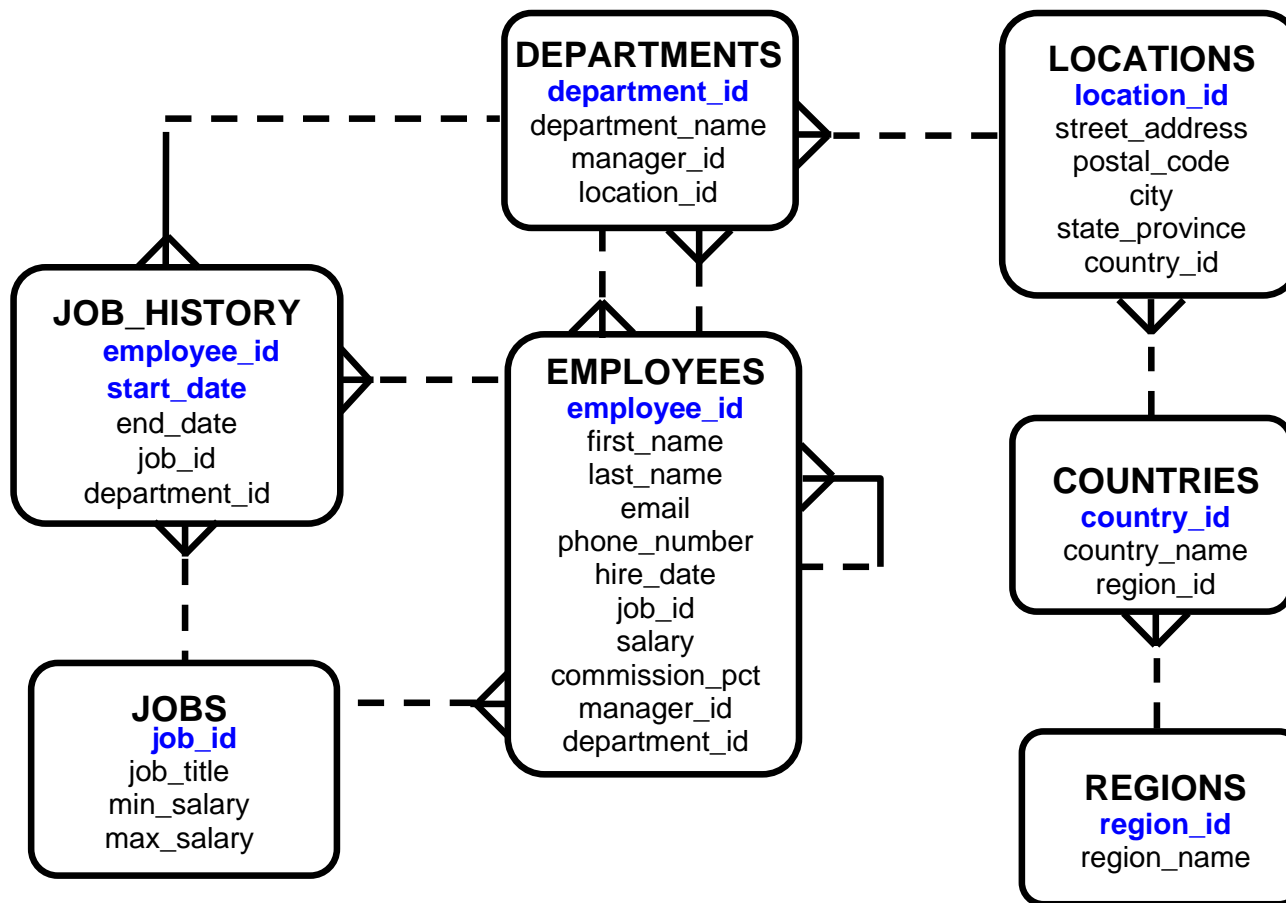 DEPARTMENTS
department_id
department_name
manager_id
location_id
LOCATIONS
location_id
street_address
postal_code
city
state_province
country_id
JOB_HISTORY
employee_id
start_date
end_date
job_id
department_id
EMPLOYEES
employee_id
first_name
last_name
email
phone_number
hire_date
job_id
salary
commission_pct
manager_id
department_id
COUNTRIES
country_id
country_name
region_id
JOBS
job_id
job_title
min_salary
max_salary
REGIONS
region_id
region_name